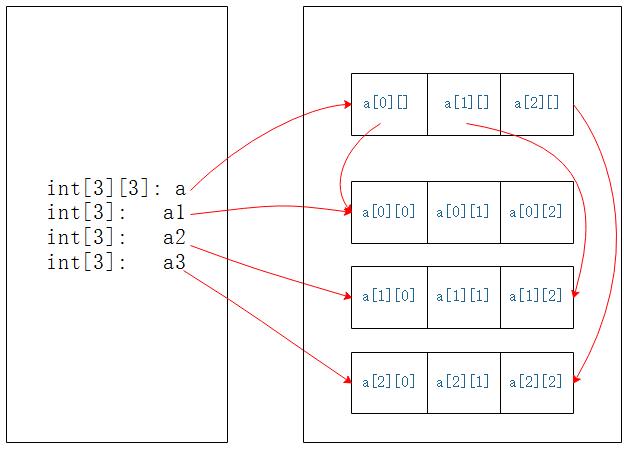 int[3][3]: a
int[3]: a1
int[3]: a2
int[3]: a3
a[0][] a[1][] a[2][]
a[0][0] a[0][1] a[0][2]
a[1][0] a[1][1] a[1][2]
a[2][0] a[2][1] a[2][2]